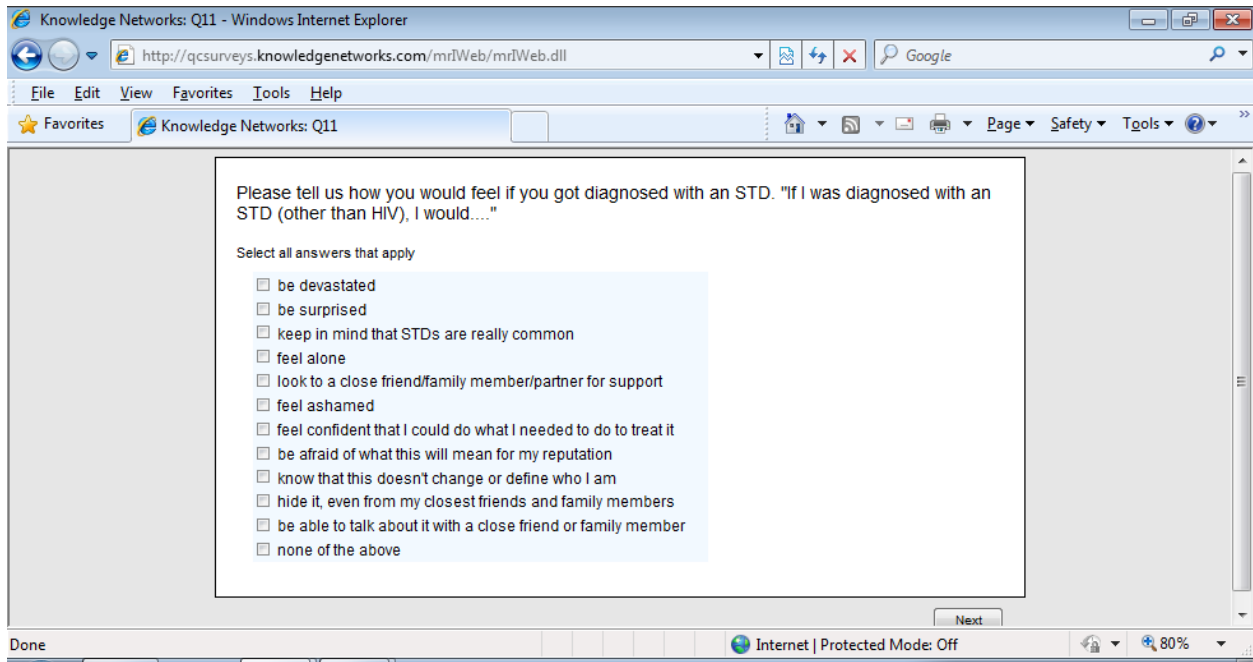 Knowledge Networks: Q11 - Windows Internet Explorer
http://qcsurveys.knowledgenetworks.com/mrIWeb/mrIWeb.dll
Google
File Edit View Favorites Tools Help
Favorites Knowledge Networks: Q11 Page Safety Tools
Please tell us how you would feel if you got diagnosed with an STD. "If I was diagnosed with an
STD (other than HIV), I would...."
Select all answers that apply
be devastated
be surprised
keep in mind that STDs are really common
feel alone
look to a close friend/family member/partner for support
feel ashamed
feel confident that I could do what I needed to do to treat it
be afraid of what this will mean for my reputation
know that this doesn't change or define who I am
hide it, even from my closest friends and family members
be able to talk about it with a close friend or family member
none of the above
Next
Done Internet | Protected Mode: Off 80%